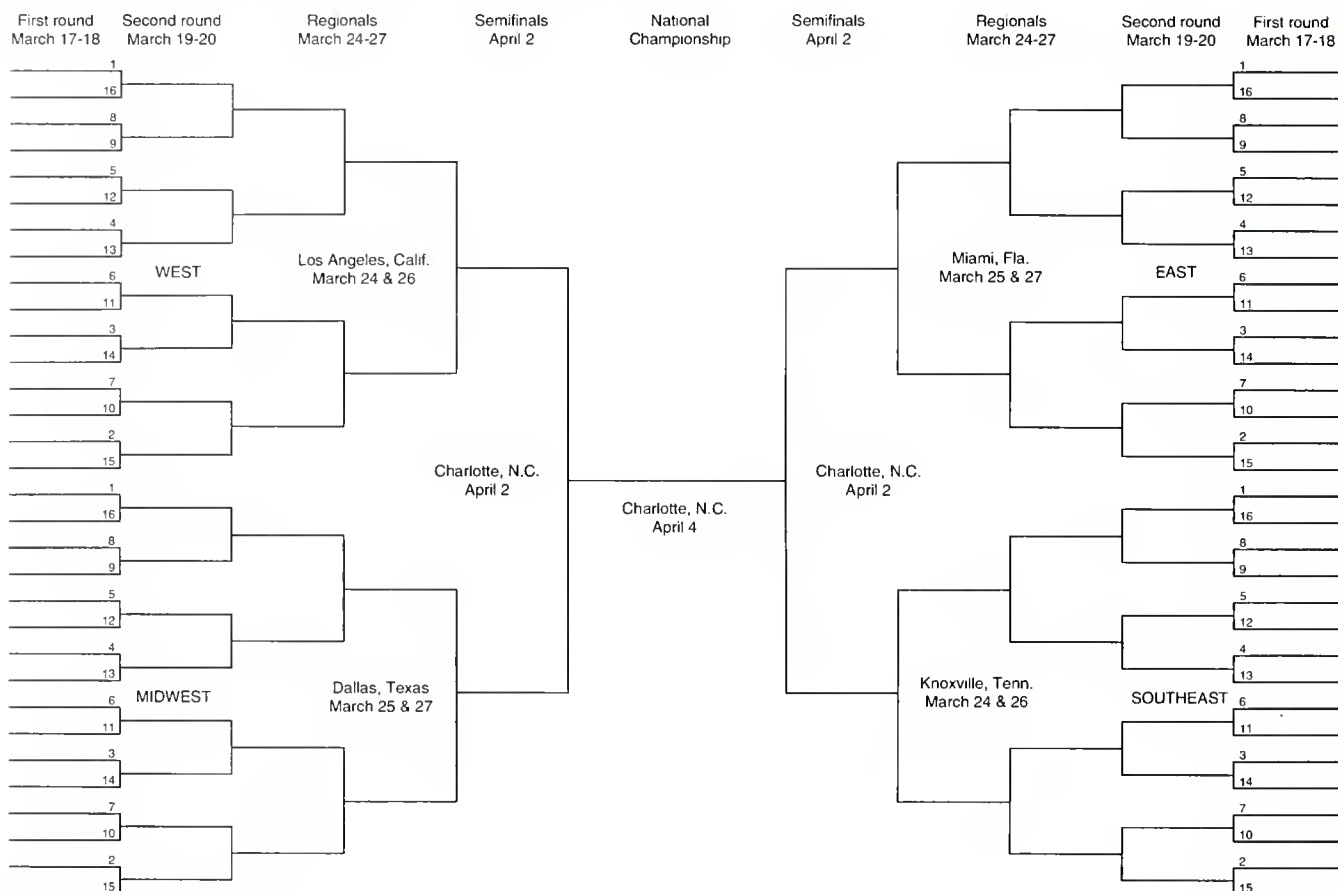 First round
March 17-18
Second round
March 19-20
Regionals
March 24-27
Semifinals
April 2
National
Championship
Semifinals
April 2
Regionals
March 24-27
Second round
March 19-20
First round
March 17-18
1
16
8
9
5
12
4
13
WEST
6
11
3
14
7
10
2
15
Los Angeles, Calif.
March 24 & 26
1
16
8
9
5
12
4
13
MIDWEST
6
11
3
14
7
10
2
15
Dallas, Texas
March 25 & 27
Charlotte, N.C.
April 2
Charlotte, N.C.
April 4
Charlotte, N.C.
April 2
Miami, Fla.
March 25 & 27
EAST
1
16
8
9
5
12
4
13
6
11
3
14
7
10
2
15
Knoxville, Tenn.
March 24 & 26
SOUTHEAST
1
16
8
9
5
12
4
13
6
11
3
14
7
10
2
15